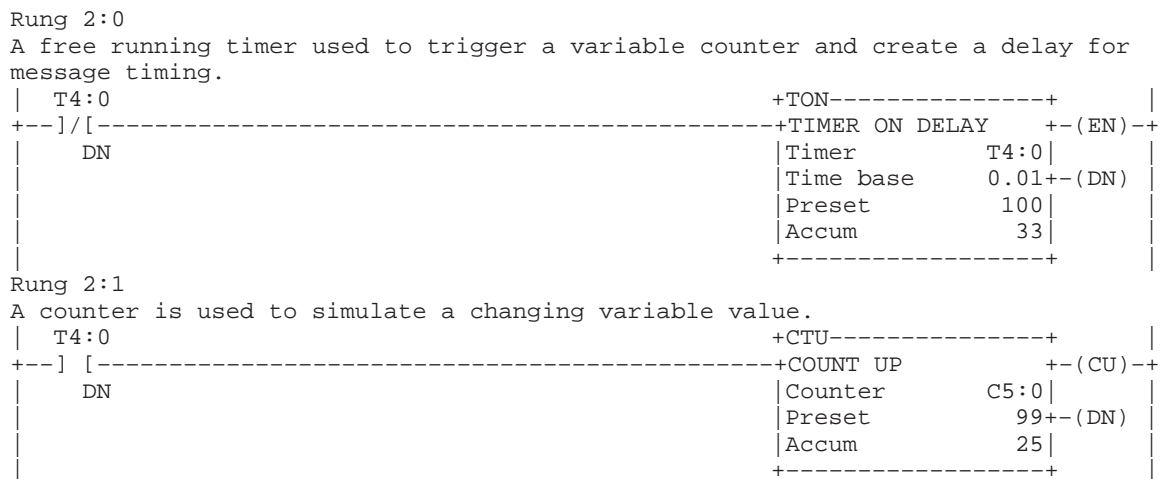 Rung 2:0
A free running timer used to trigger a variable counter and create a delay for
message timing.
|  T4:0                                              +TON---------------+      |
+--]/[-----------------------------------------------+TIMER ON DELAY    +-(EN)-+
|    DN                                              |Timer         T4:0|      |
|                                                    |Time base     0.01+-(DN) |
|                                                    |Preset         100|      |
|                                                    |Accum           33|      |
|                                                    +------------------+      |
Rung 2:1
A counter is used to simulate a changing variable value.
|  T4:0                                              +CTU---------------+      |
+--] [-----------------------------------------------+COUNT UP          +-(CU)-+
|    DN                                              |Counter       C5:0|      |
|                                                    |Preset          99+-(DN) |
|                                                    |Accum           25|      |
|                                                    +------------------+      |